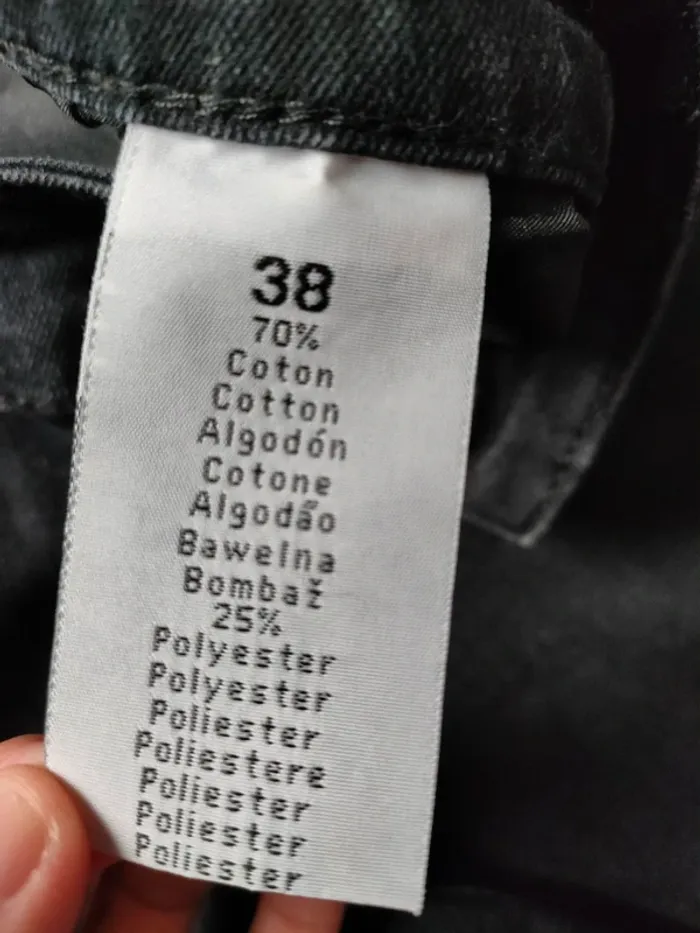 38
70%
Coton
Cotton
Algodón
Cotone
Algodão
Bawełna
Bombaž
25%
Polyester
Polyester
Poliester
Poliestere
Poliester
Poliester
Poliester